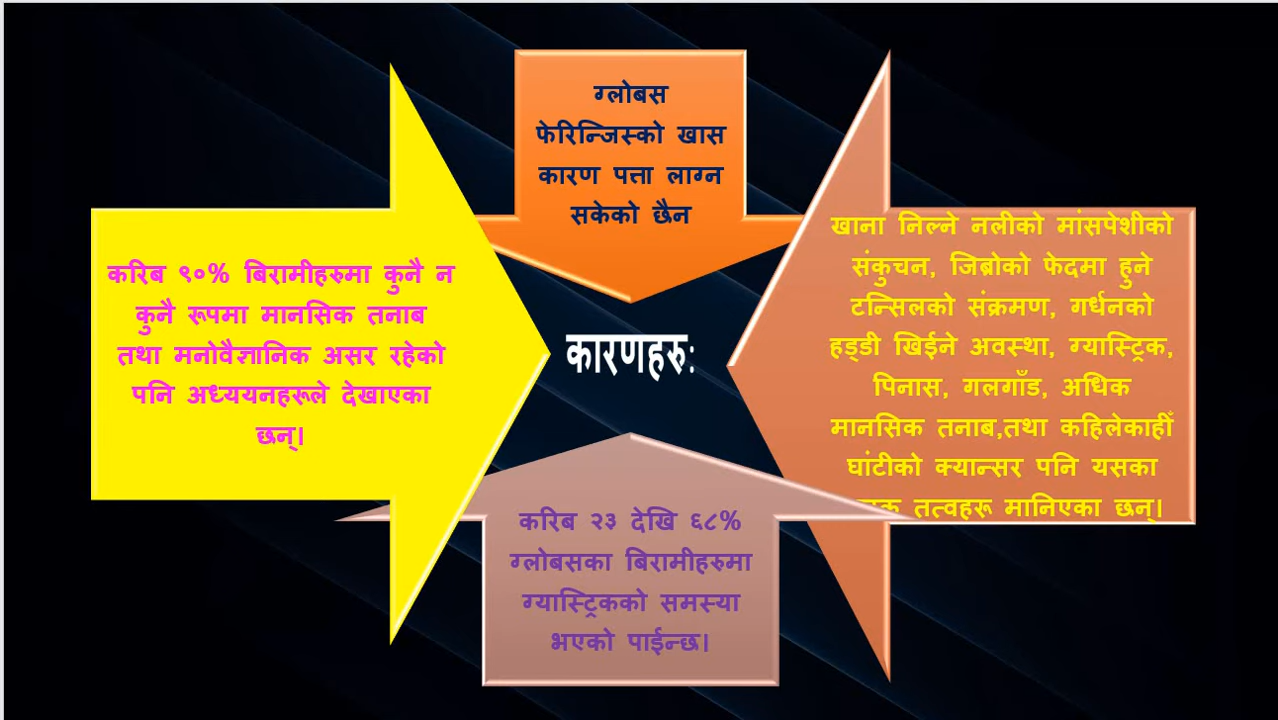 ग्लोबस
फेरिन्जिस्को खास
कारण पत्ता लाग्न
सकेको छैन
करिब ९०% बिरामीहरुमा कुनै न
कुनै रूपमा मानसिक तनाब
तथा मनोवैज्ञानिक असर रहेको
पनि अध्ययनहरूले देखाएका
छन्।
कारणहरु:
खाना निल्ने नलीको मांसपेशीको
संकुचन, जिब्रोको फेदमा हुने
टन्सिलको संक्रमण, गर्धनको
हड्डी खिईने अवस्था, ग्यास्ट्रिक,
पिनास, गलगाँड, अधिक
मानसिक तनाब,तथा कहिलेकाहीँ
घांटीको क्यान्सर पनि यसका
तत्वहरू मानिएका छन्।
करिब २३ देखि ६८%
ग्लोबसका बिरामीहरुमा
ग्यास्ट्रिकको समस्या
भएको पाईन्छ।